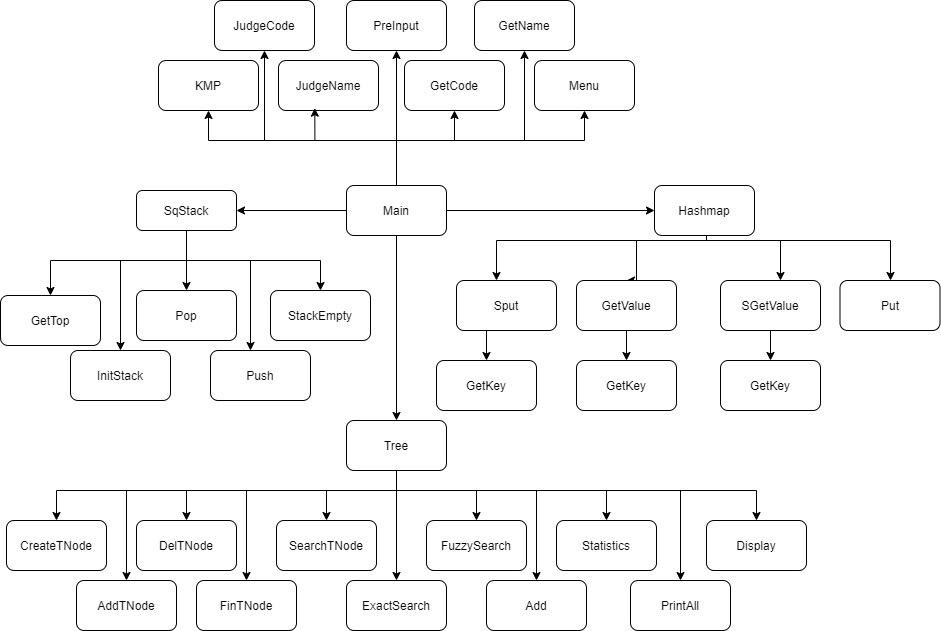 JudgeCode
PreInput
GetName
KMP
JudgeName
GetCode
Menu
SqStack
Main
Hashmap
GetTop
Pop
StackEmpty
InitStack
Push
Sput
GetValue
SGetValue
Put
GetKey
GetKey
GetKey
Tree
CreateTNode
DelTNode
SearchTNode
FuzzySearch
Statistics
Display
AddTNode
FinTNode
ExactSearch
Add
PrintAll